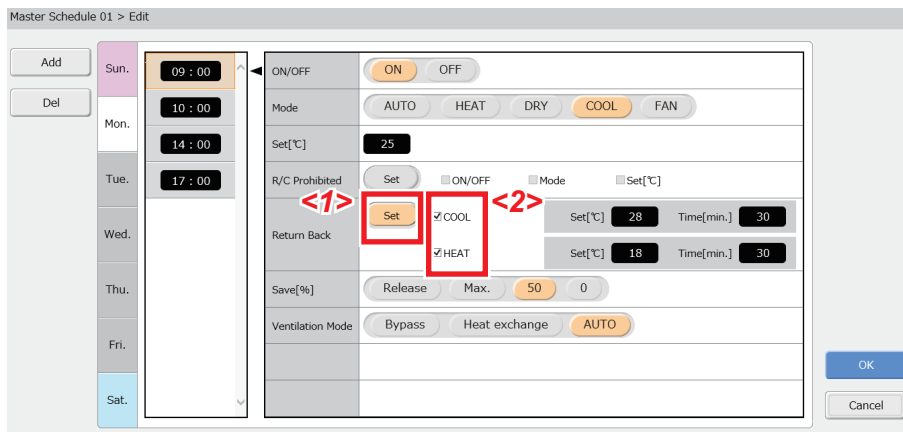 Master Schedule 01 > Edit
Add
Del
Sun.
Mon.
Tue.
Wed.
Thu.
Fri.
Sat.
09 : 00
10 : 00
14 : 00
17 : 00
ON/OFF ON OFF
Mode AUTO HEAT DRY COOL FAN
Set[℃] 25
R/C Prohibited Set ON/OFF Mode Set[℃]
<1> <2>
Return Back Set COOL Set[℃] 28 Time[min.] 30
HEAT Set[℃] 18 Time[min.] 30
Save[%] Release Max. 50 0
Ventilation Mode Bypass Heat exchange AUTO
OK
Cancel